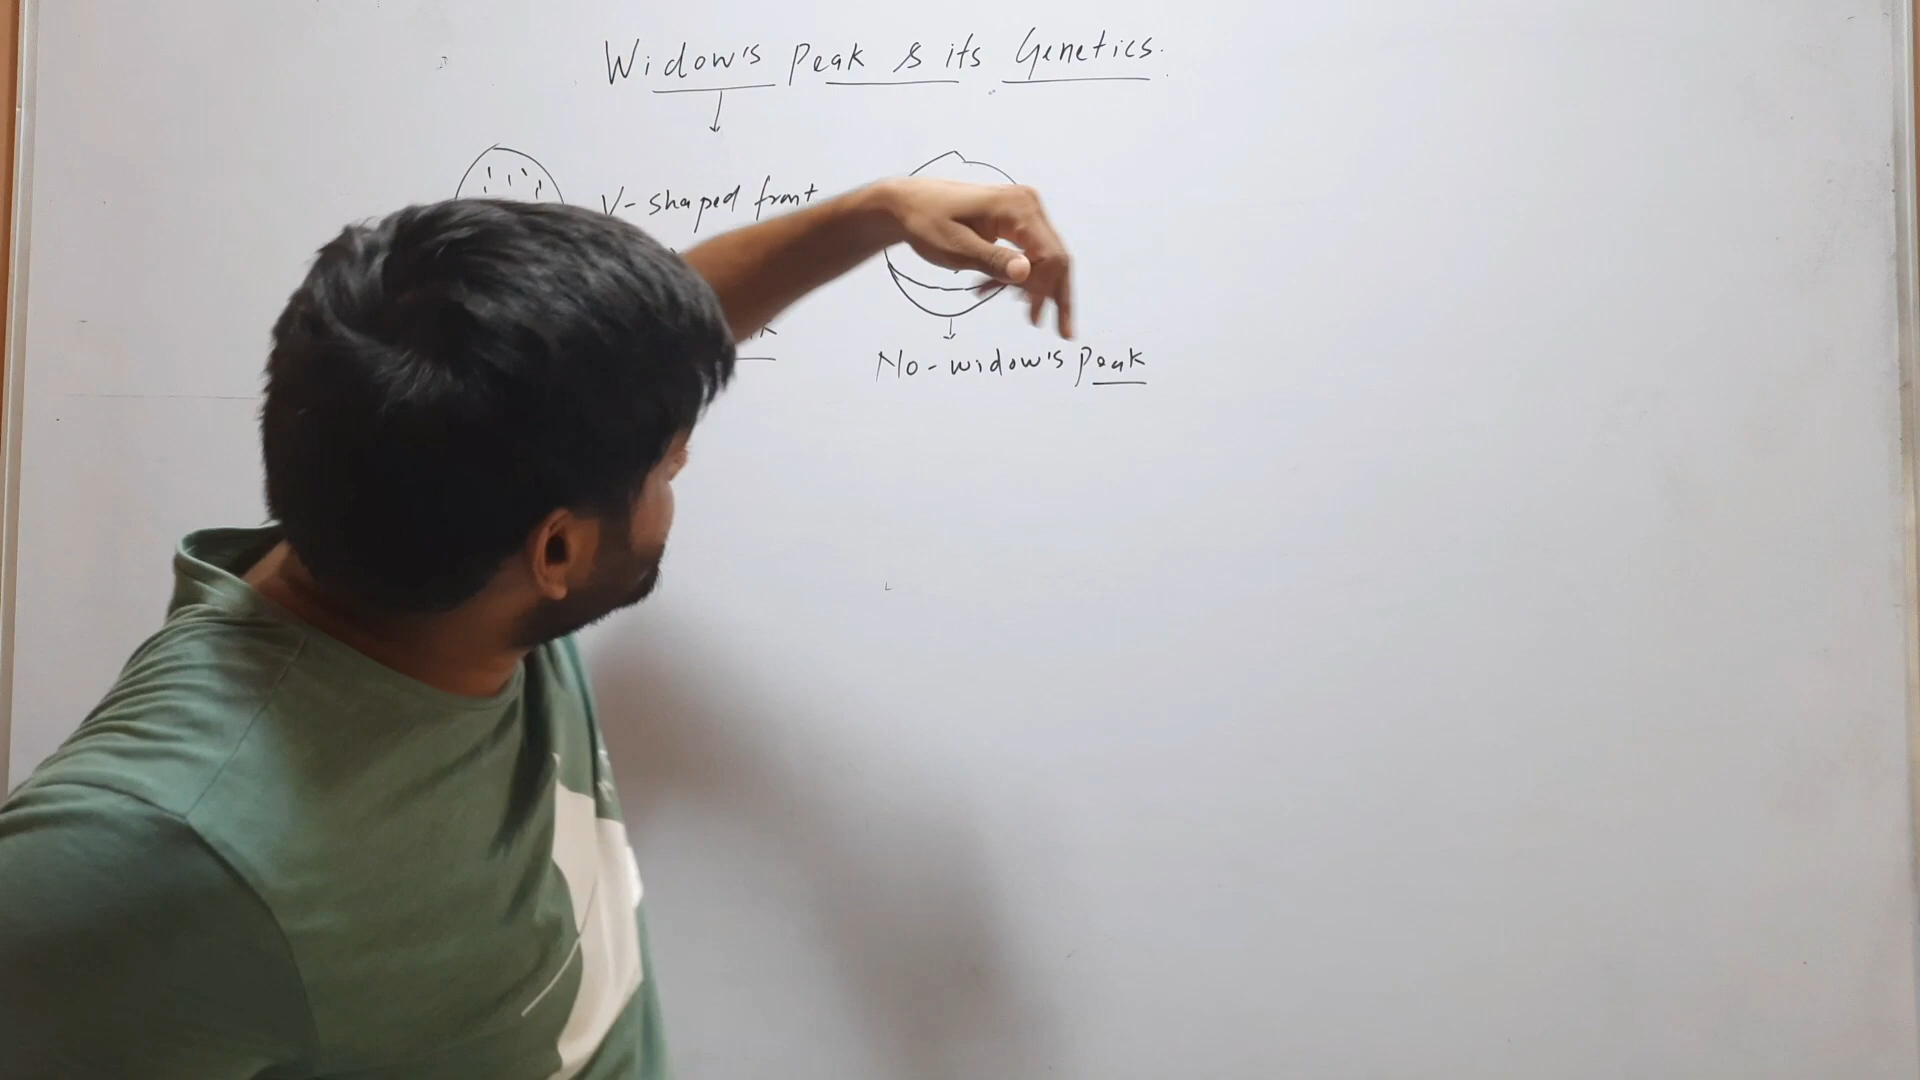 Widow's Peak & its Genetics.
V- shaped front
No-widow's Peak